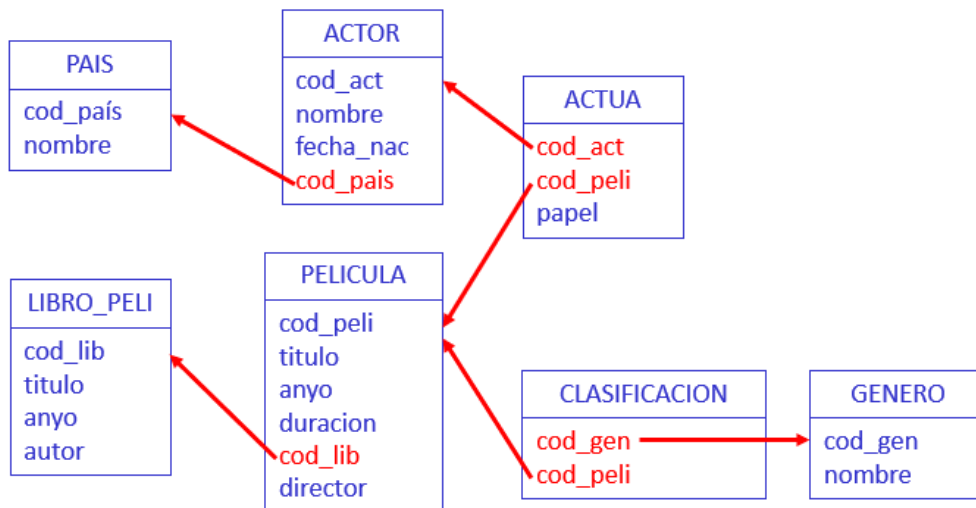 PAIS
cod_país
nombre
ACTOR
cod_act
nombre
fecha_nac
cod_pais
ACTUA
cod_act
cod_peli
papel
LIBRO_PELI
cod_lib
titulo
anyo
autor
PELICULA
cod_peli
titulo
anyo
duracion
cod_lib
director
CLASIFICACION
cod_gen
cod_peli
GENERO
cod_gen
nombre